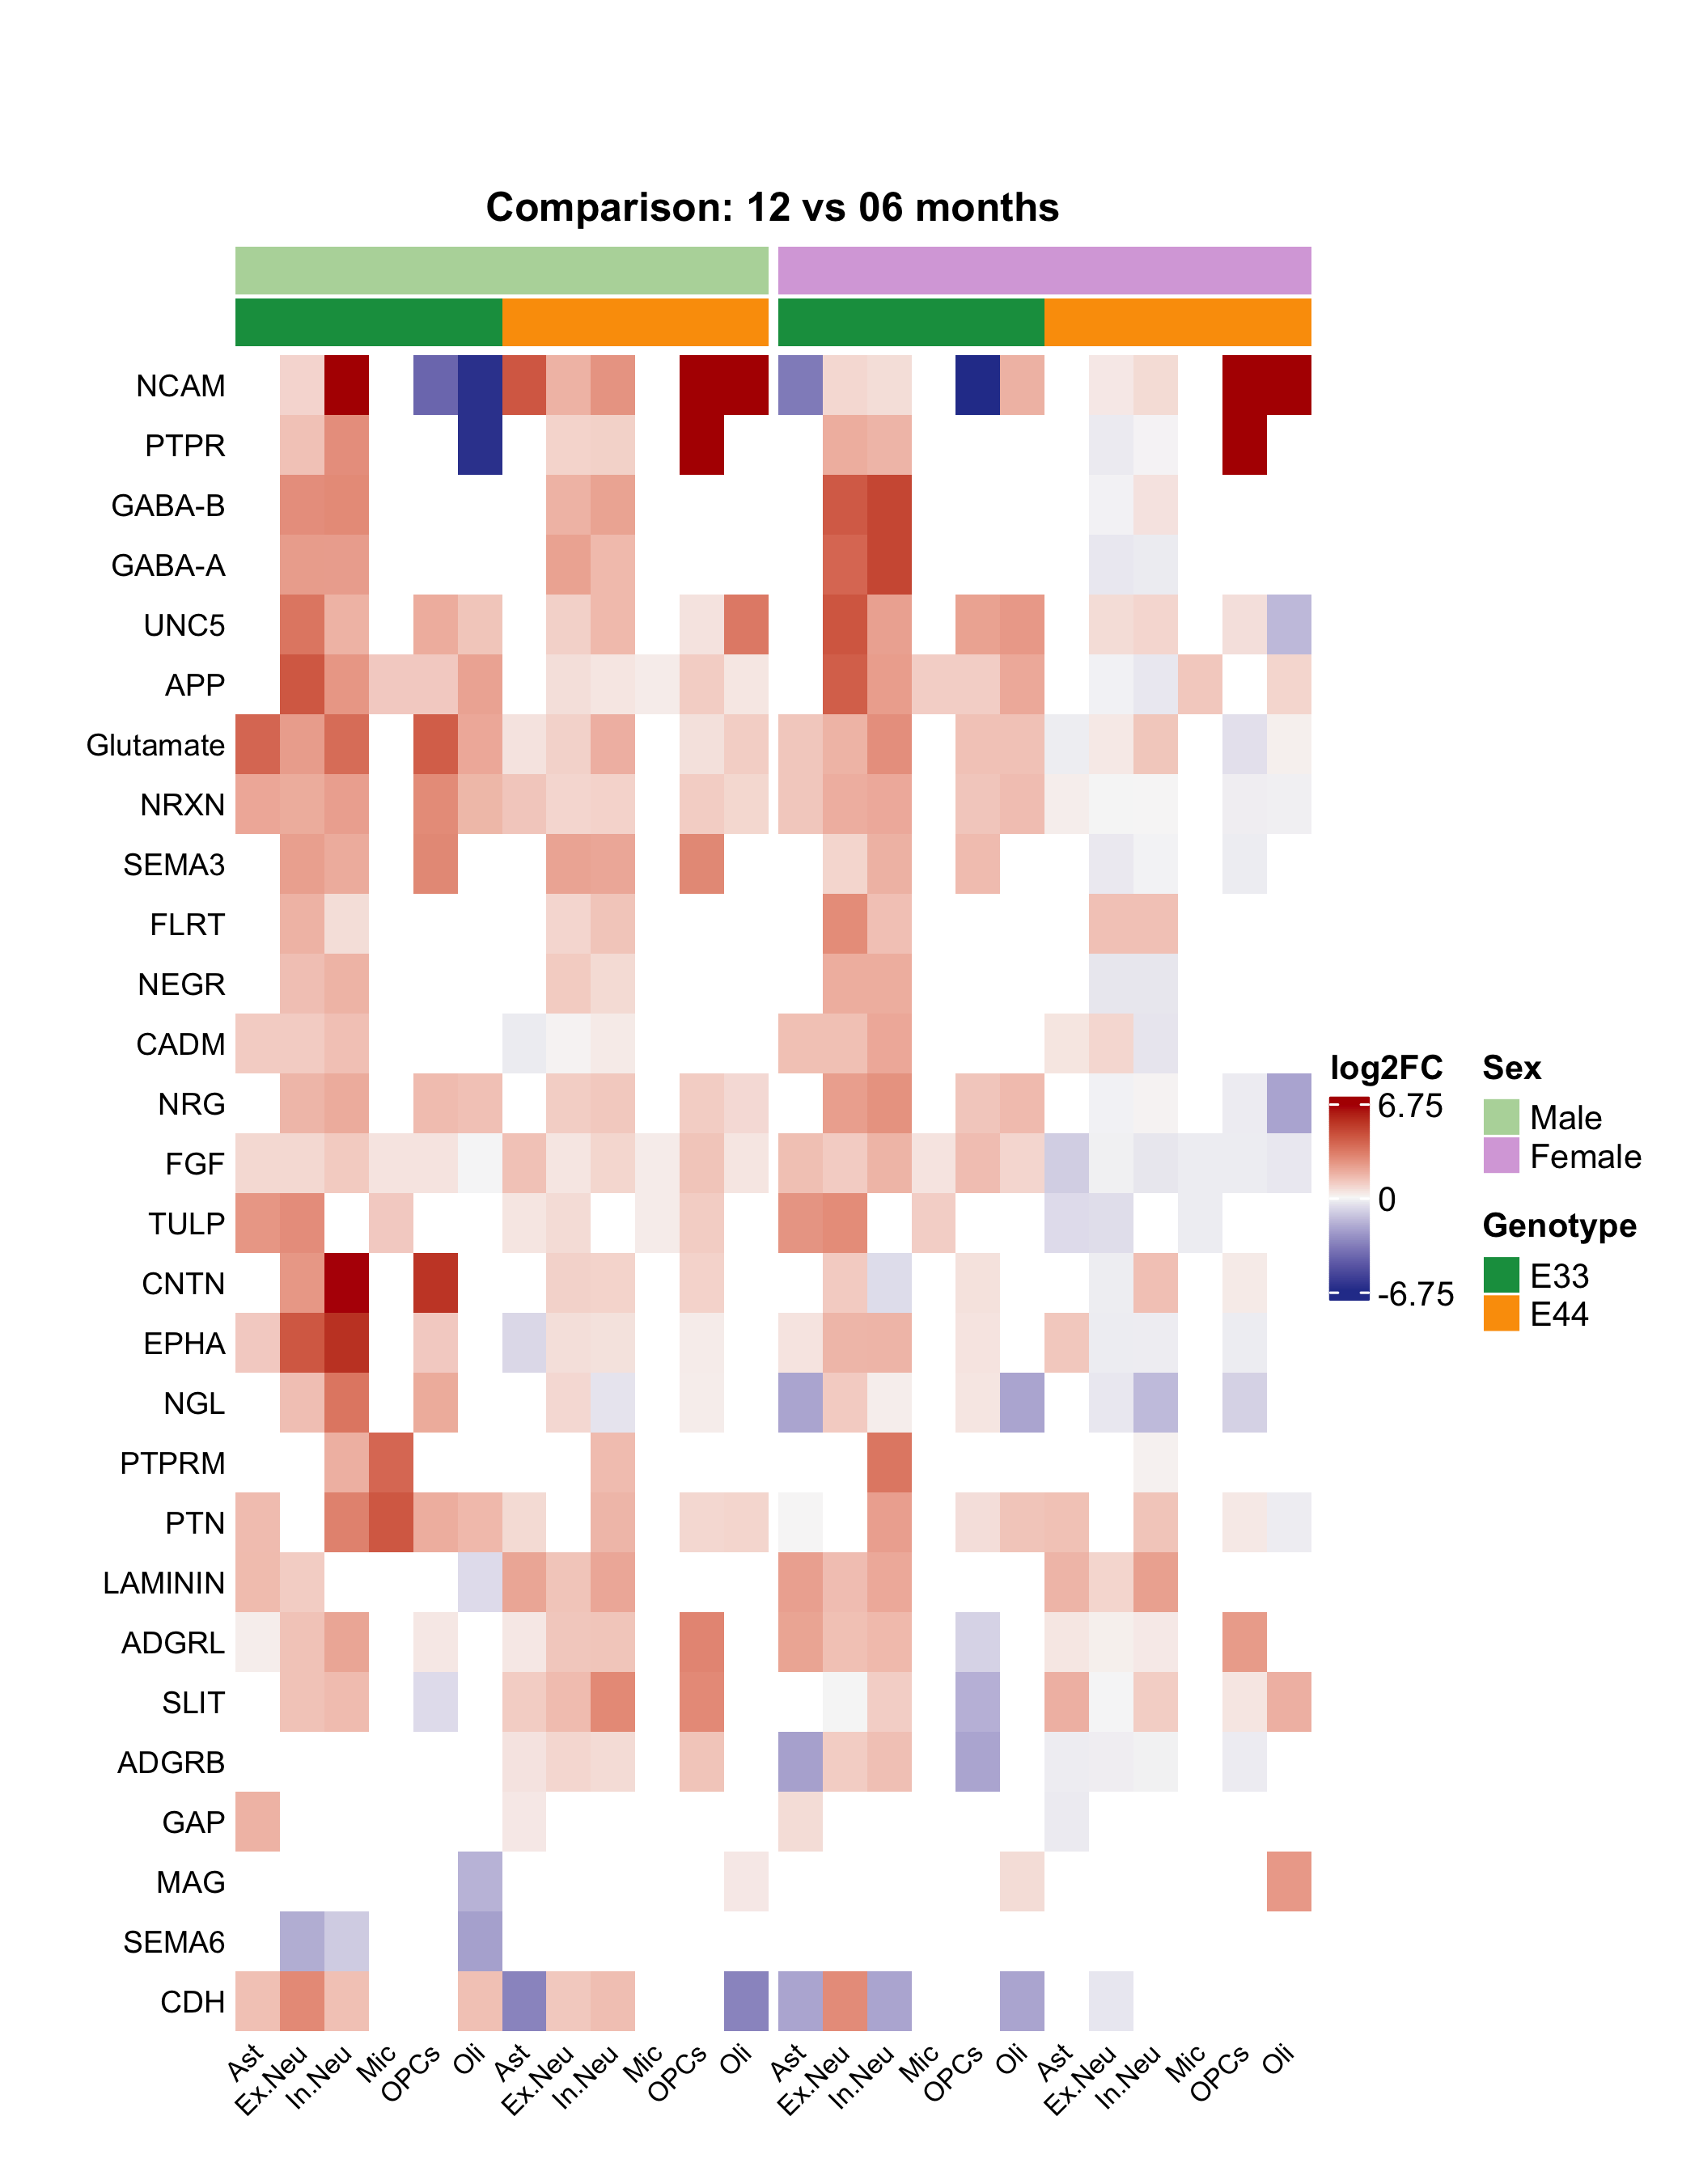 Comparison: 12 vs 06 months
NCAM
PTPR
GABA-B
GABA-A
UNC5
APP
Glutamate
NRXN
SEMA3
FLRT
NEGR
CADM
NRG
FGF
TULP
CNTN
EPHA
NGL
PTPRM
PTN
LAMININ
ADGRL
SLIT
ADGRB
GAP
MAG
SEMA6
CDH
Ast Ex.Neu In.Neu Mic OPCs Oli Ast Ex.Neu In.Neu Mic OPCs Oli Ast Ex.Neu In.Neu Mic OPCs Oli Ast Ex.Neu In.Neu Mic OPCs Oli
log2FC
6.75
0
-6.75
Sex
Male
Female
Genotype
E33
E44